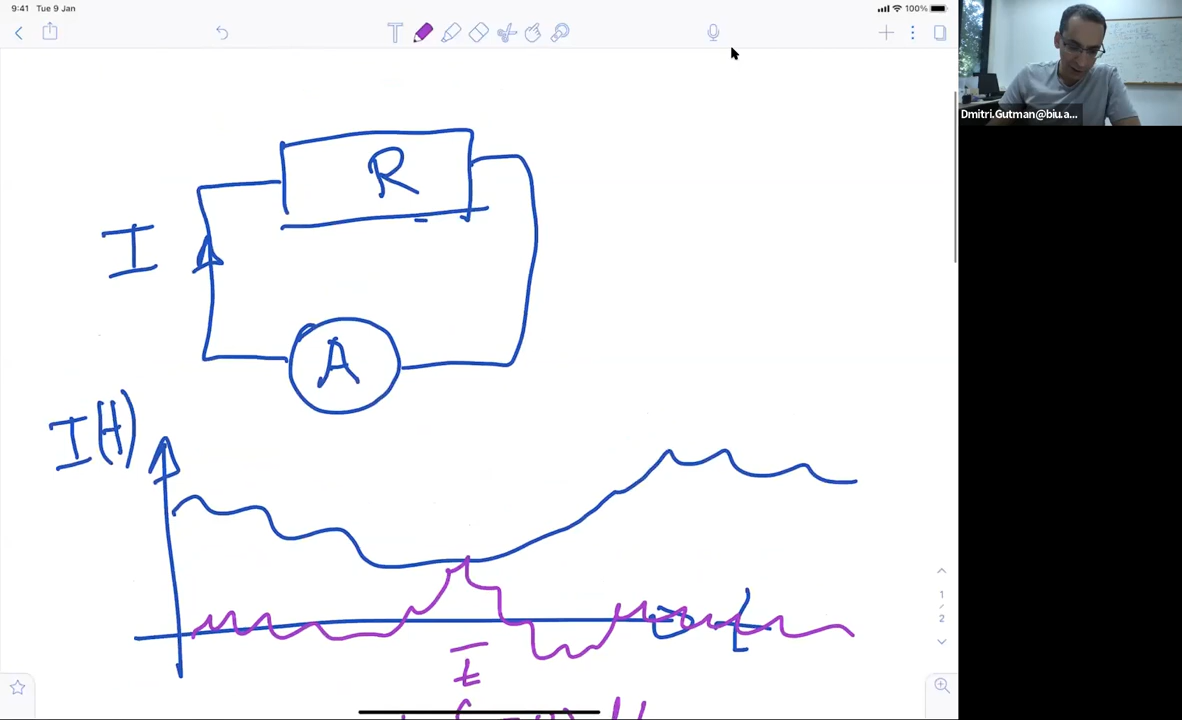 9:41 Tue 9 Jan
100%
T
Dmitri.Gutman@biu.a...
R
I
A
I(t)
t
t
1
/
2